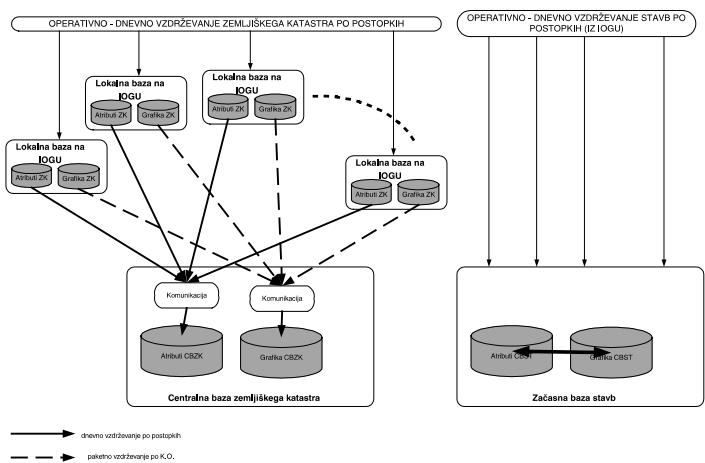 OPERATIVNO - DNEVNO VZDRŽEVANJE ZEMLJIŠKEGA KATASTRA PO POSTOPKIH
OPERATIVNO - DNEVNO VZDRŽEVANJE STAVB PO
POSTOPKIH (IZ IOGU)
Lokalna baza na
IOGU
Atributi ZK
Grafika ZK
Lokalna baza na
IOGU
Atributi ZK
Grafika ZK
Lokalna baza na
IOGU
Atributi ZK
Grafika ZK
Lokalna baza na
IOGU
Atributi ZK
Grafika ZK
Komunikacija
Komunikacija
Atributi CBZK
Grafika CBZK
Centralna baza zemljiškega katastra
Atributi CBST
Grafika CBST
Začasna baza stavb
dnevno vzdrževanje po postopkih
paketno vzdrževanje po K.O.